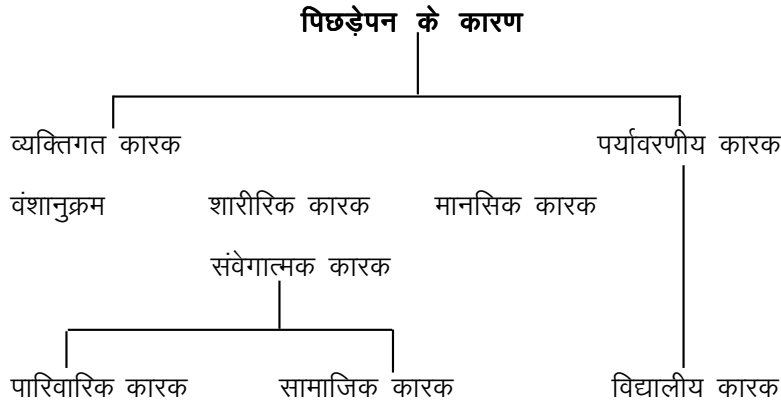 पिछड़ेपन के कारण
व्यक्तिगत कारक पर्यावरणीय कारक
वंशानुक्रम शारीरिक कारक मानसिक कारक
संवेगात्मक कारक
पारिवारिक कारक सामाजिक कारक विद्यालीय कारक